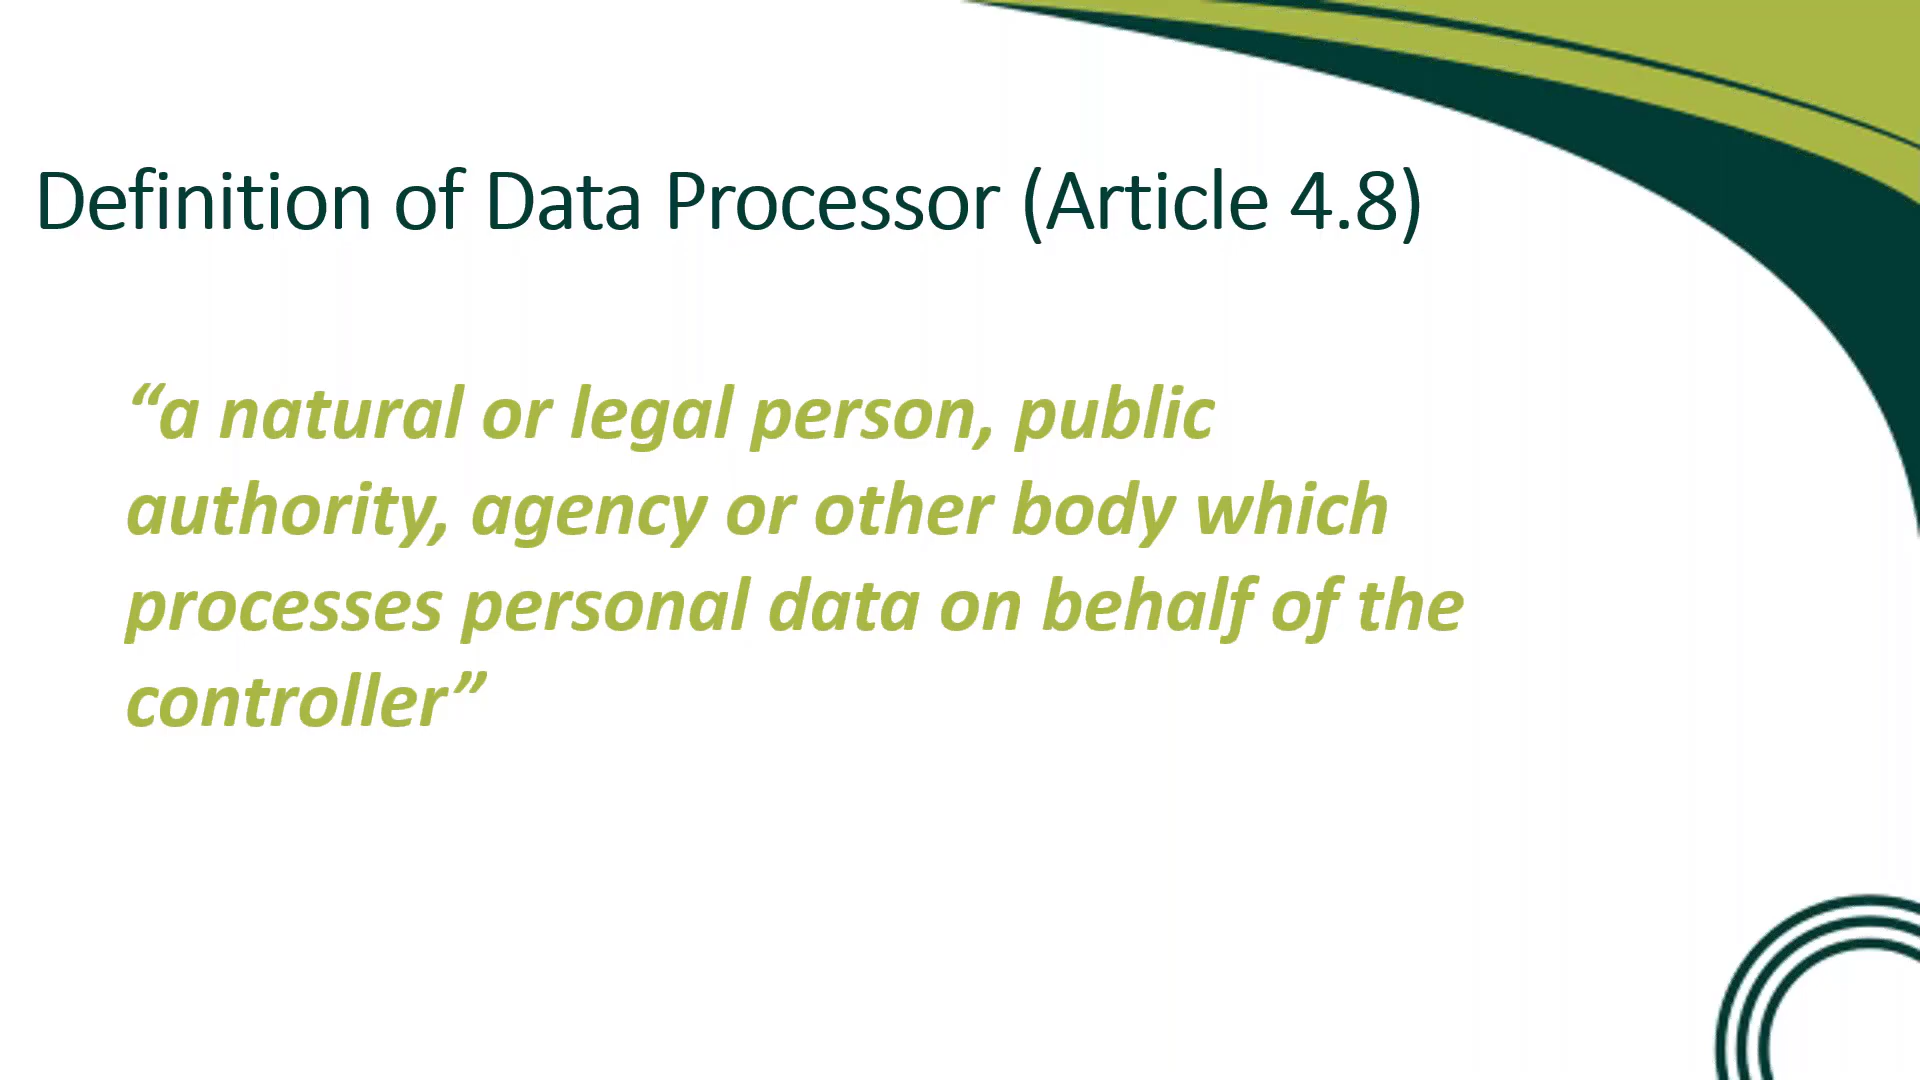 Definition of Data Processor (Article 4.8)
“a natural or legal person, public
authority, agency or other body which
processes personal data on behalf of the
controller”